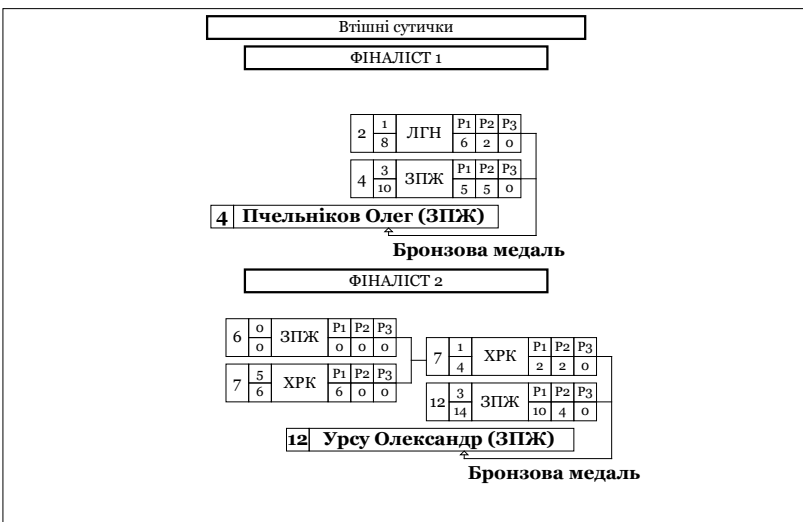 Втішні сутички
ФІНАЛІСТ 1
2 1 ЛГН P1 P2 P3
8 6 2 0
4 3 ЗПЖ P1 P2 P3
10 5 5 0
4 Пчельніков Олег (ЗПЖ)
Бронзова медаль
ФІНАЛІСТ 2
6 0 ЗПЖ P1 P2 P3
0 0 0 0
7 5 ХРК P1 P2 P3
6 6 0 0
7 1 ХРК P1 P2 P3
4 2 2 0
12 3 ЗПЖ P1 P2 P3
14 10 4 0
12 Урсу Олександр (ЗПЖ)
Бронзова медаль